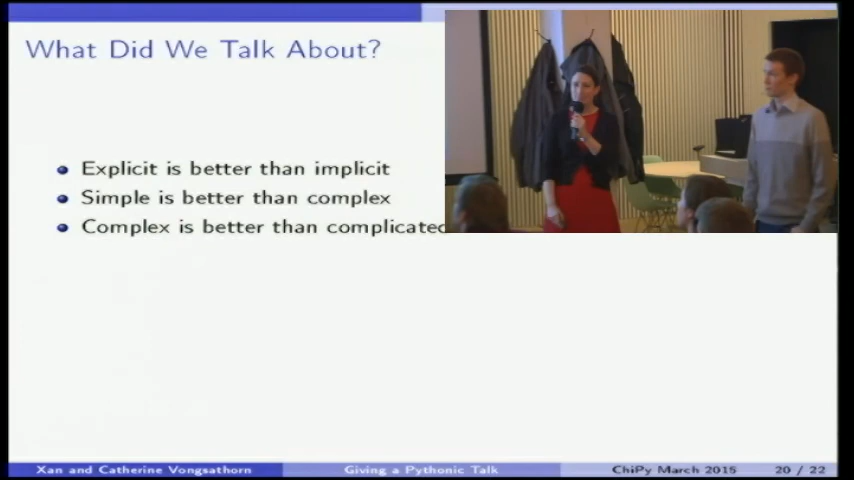 What Did We Talk About?
Explicit is better than implicit
Simple is better than complex
Complex is better than complicated
Xan and Catherine Vongsathorn Giving a Pythonic Talk ChiPy March 2015 20 / 22